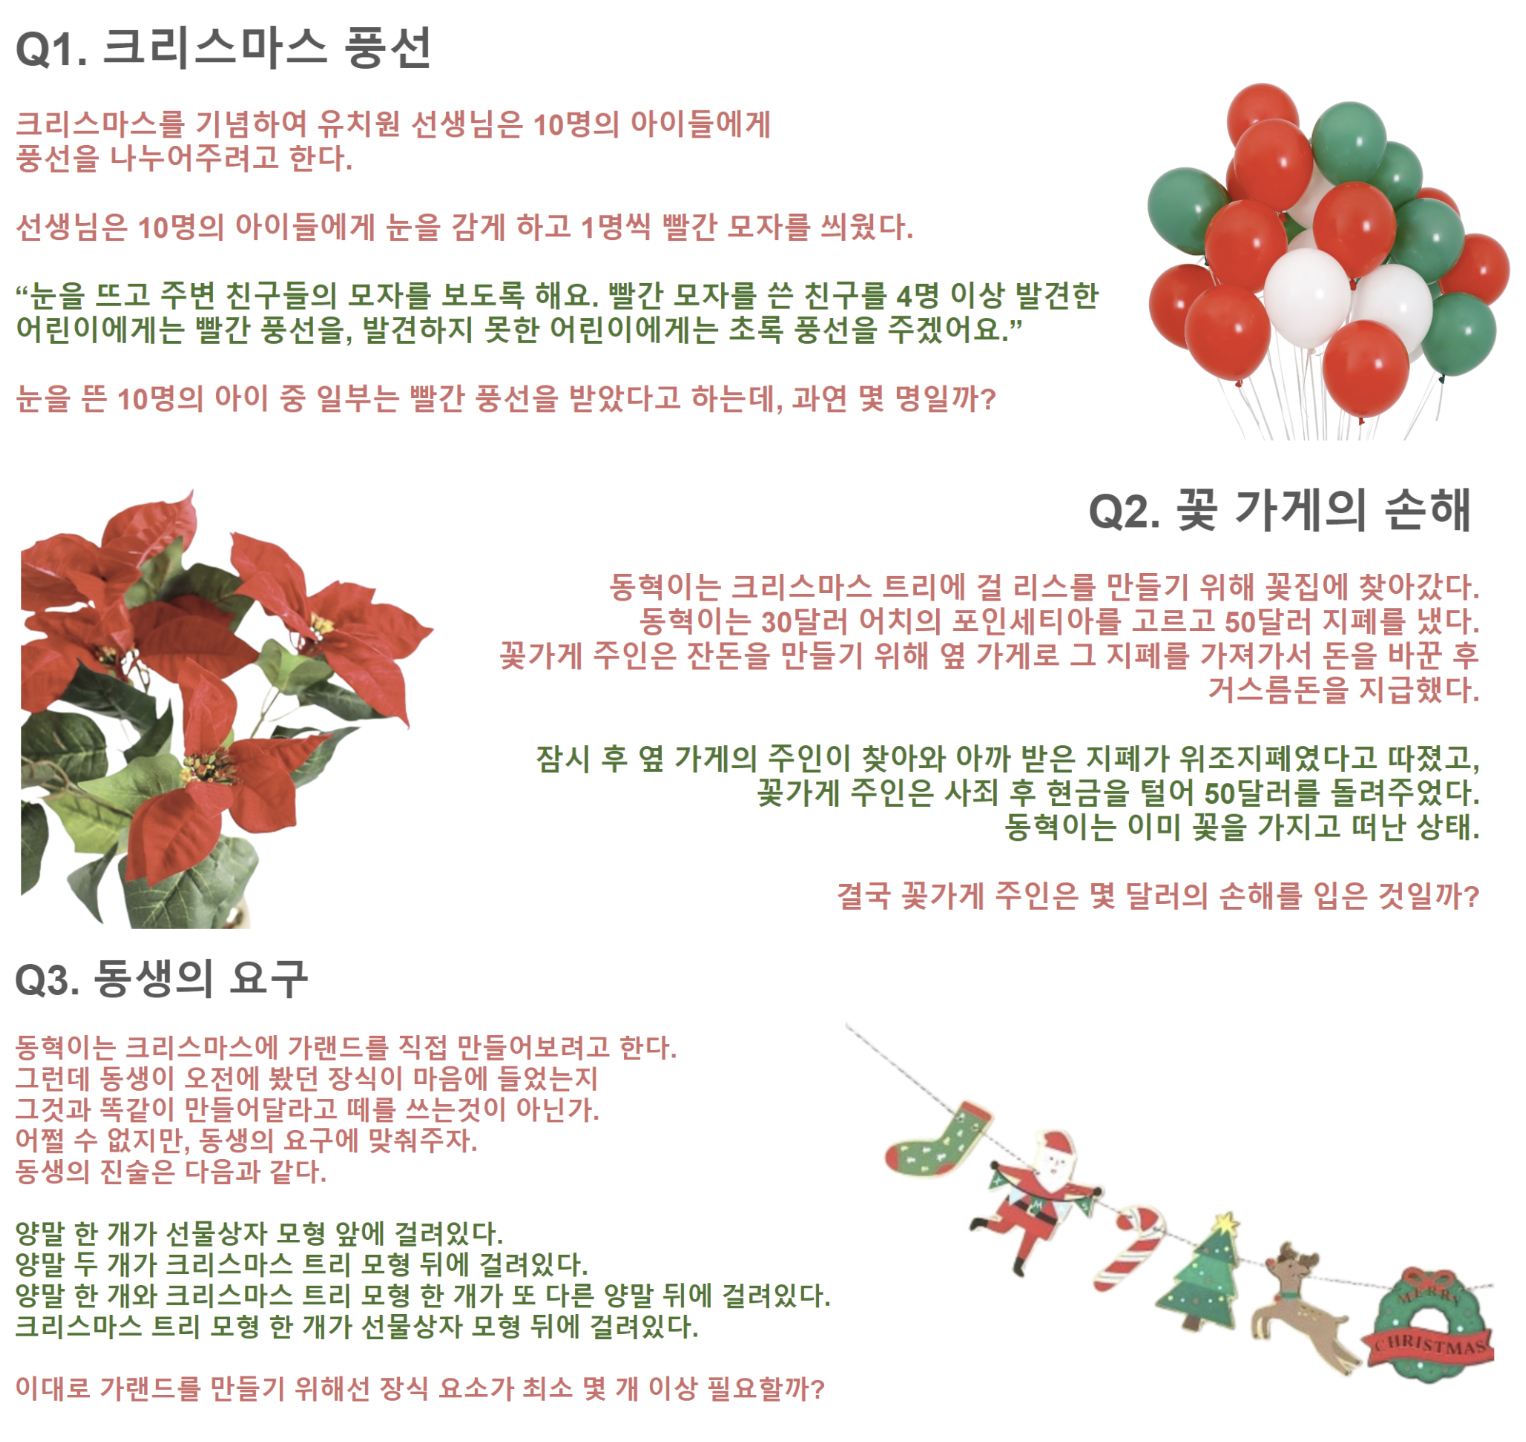 Q1. 크리스마스 풍선
크리스마스를 기념하여 유치원 선생님은 10명의 아이들에게
풍선을 나누어주려고 한다.
선생님은 10명의 아이들에게 눈을 감게 하고 1명씩 빨간 모자를 씌웠다.
“눈을 뜨고 주변 친구들의 모자를 보도록 해요. 빨간 모자를 쓴 친구를 4명 이상 발견한
어린이에게는 빨간 풍선을, 발견하지 못한 어린이에게는 초록 풍선을 주겠어요.”
눈을 뜬 10명의 아이 중 일부는 빨간 풍선을 받았다고 하는데, 과연 몇 명일까?
Q2. 꽃 가게의 손해
동혁이는 크리스마스 트리에 걸 리스를 만들기 위해 꽃집에 찾아갔다.
동혁이는 30달러 어치의 포인세티아를 고르고 50달러 지폐를 냈다.
꽃가게 주인은 잔돈을 만들기 위해 옆 가게로 그 지폐를 가져가서 돈을 바꾼 후
거스름돈을 지급했다.
잠시 후 옆 가게의 주인이 찾아와 아까 받은 지폐가 위조지폐였다고 따졌고,
꽃가게 주인은 사죄 후 현금을 털어 50달러를 돌려주었다.
동혁이는 이미 꽃을 가지고 떠난 상태.
결국 꽃가게 주인은 몇 달러의 손해를 입은 것일까?
Q3. 동생의 요구
동혁이는 크리스마스에 가랜드를 직접 만들어보려고 한다.
그런데 동생이 오전에 봤던 장식이 마음에 들었는지
그것과 똑같이 만들어달라고 떼를 쓰는것이 아닌가.
어쩔 수 없지만, 동생의 요구에 맞춰주자.
동생의 진술은 다음과 같다.
양말 한 개가 선물상자 모형 앞에 걸려있다.
양말 두 개가 크리스마스 트리 모형 뒤에 걸려있다.
양말 한 개와 크리스마스 트리 모형 한 개가 또 다른 양말 뒤에 걸려있다.
크리스마스 트리 모형 한 개가 선물상자 모형 뒤에 걸려있다.
이대로 가랜드를 만들기 위해선 장식 요소가 최소 몇 개 이상 필요할까?
MERRY
CHRISTMAS